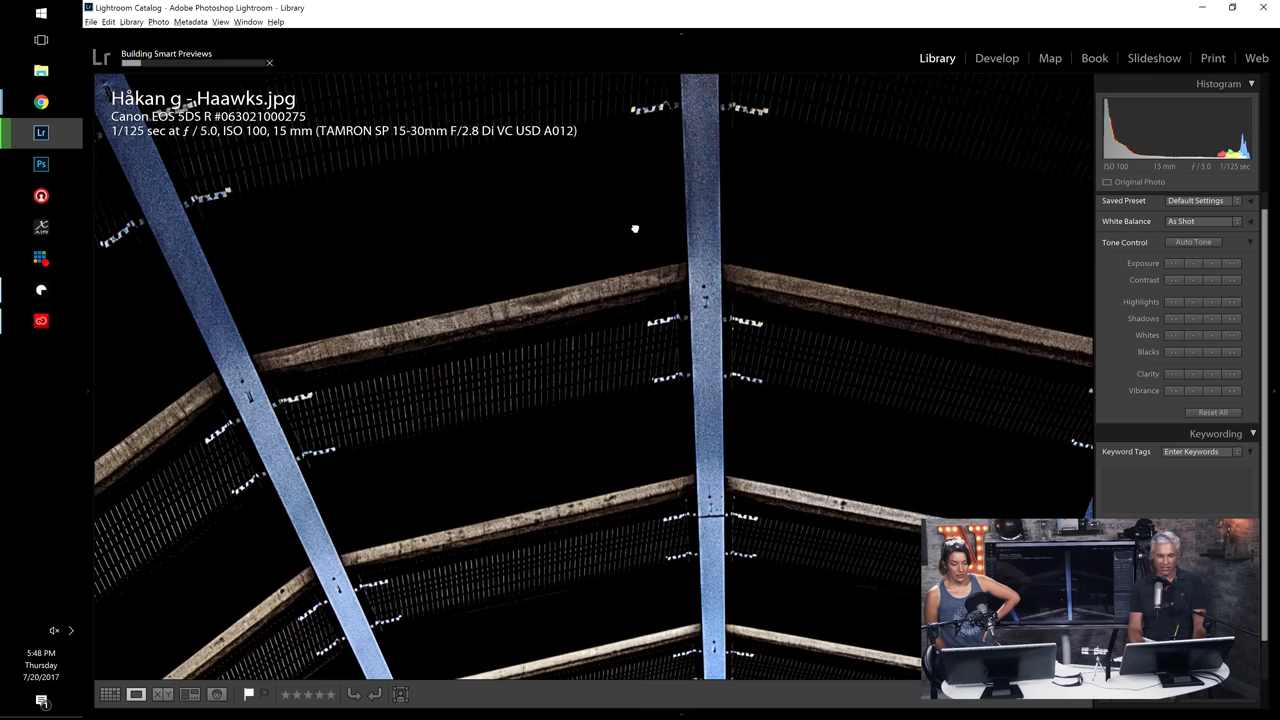 Lightroom Catalog - Adobe Photoshop Lightroom - Library
File Edit Library Photo Metadata View Window Help
Lr Building Smart Previews
Library | Develop | Map | Book | Slideshow | Print | Web
Håkan g - Haawks.jpg
Canon EOS 5DS R #063021000275
1/125 sec at ƒ / 5.0, ISO 100, 15 mm (TAMRON SP 15-30mm F/2.8 Di VC USD A012)
Histogram
ISO 100 15 mm ƒ / 5.0 1/125 sec
Original Photo
Saved Preset Default Settings
White Balance As Shot
Tone Control Auto Tone
Exposure
Contrast
Highlights
Shadows
Whites
Blacks
Clarity
Vibrance
Reset All
Keywording
Keyword Tags Enter Keywords
Lr
Ps
XY
5:48 PM
Thursday
7/20/2017
1